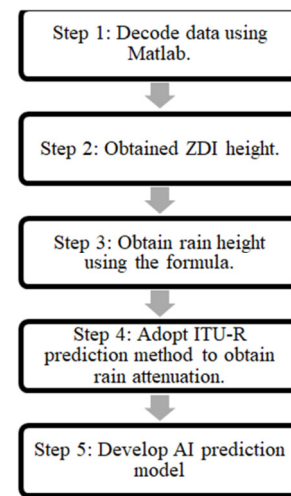 Step 1: Decode data using
Matlab.
Step 2: Obtained ZDI height.
Step 3: Obtain rain height
using the formula.
Step 4: Adopt ITU-R
prediction method to obtain
rain attenuation.
Step 5: Develop AI prediction
model